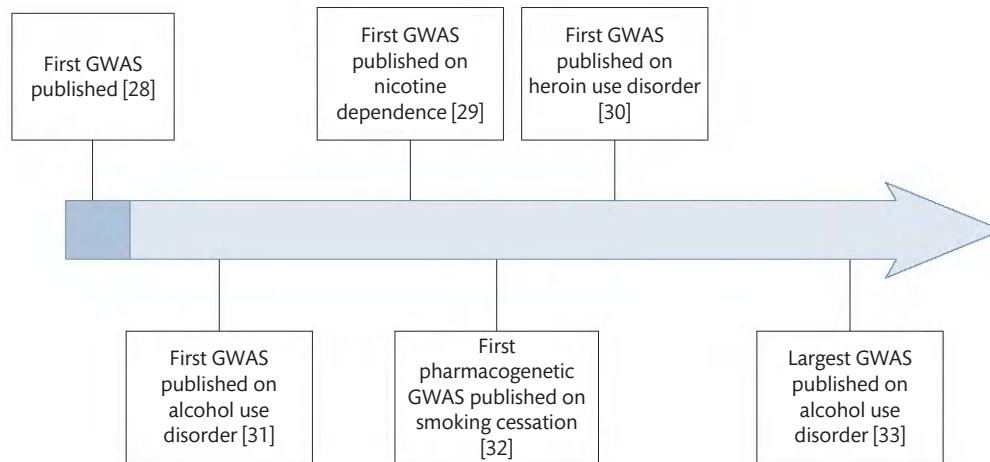 First GWAS
published [28]
First GWAS
published on
nicotine
dependence [29]
First GWAS
published on
heroin use disorder
[30]
First GWAS
published on
alcohol use
disorder [31]
First
pharmacogenetic
GWAS published on
smoking cessation
[32]
Largest GWAS
published on
alcohol use
disorder [33]